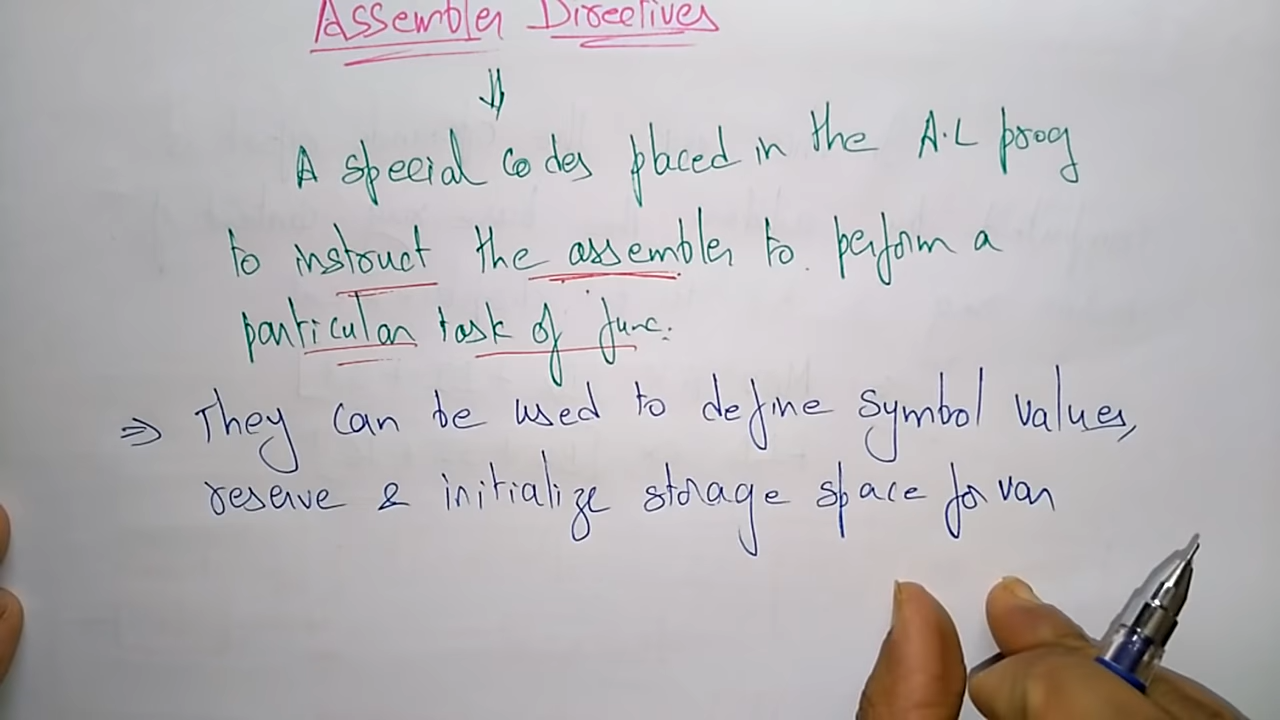 Assembler Directives
A special codes placed in the A.L prog
to instruct the assembler to perform a
particular task of func.
⇒ They can be used to define symbol values,
reserve & initialize storage space for var